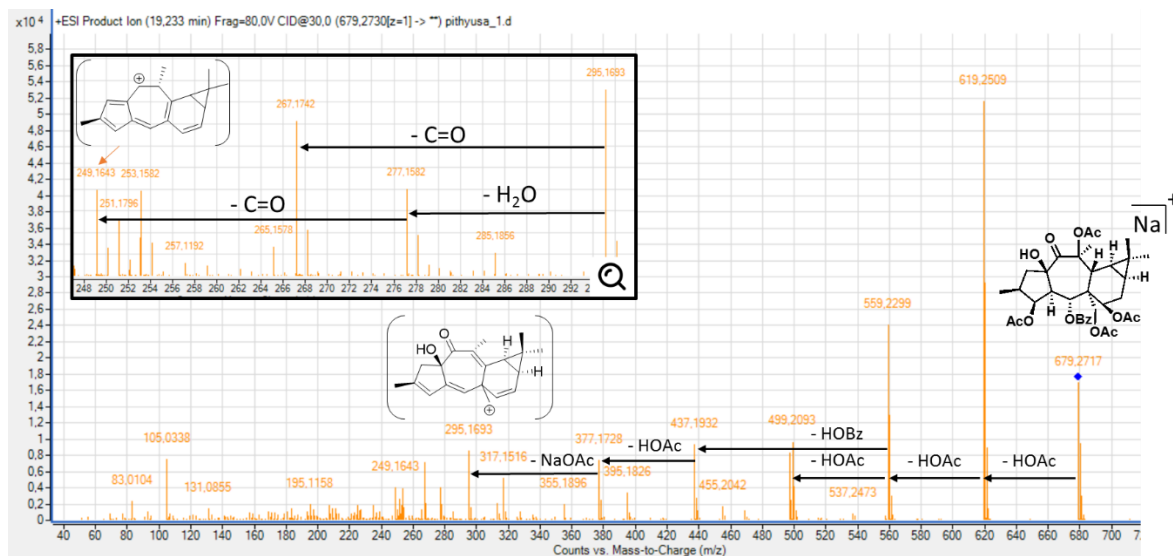 x10 4 +ESI Product Ion (19,233 min) Frag=80,0V CID@30,0 (679,2730[z=1] -> **) pithyusa_1.d
5,8
5,6
5,4
5,2
5
4,8
4,6
4,4
4,2
4
3,8
3,6
3,4
3,2
3
2,8
2,6
2,4
2,2
2
1,8
1,6
1,4
1,2
1
0,8
0,6
0,4
0,2
0
295,1693
267,1742
- C=O
249,1643
253,1582
277,1582
- H2O
251,1796
- C=O
257,1192
265,1578
285,1856
248 250 252 254 256 258 260 262 264 266 268 270 272 274 276 278 280 282 284 286 288 290 292
619,2509
Na +
OAc
O
HO
H
H
H
H
AcO
OBz
OAc
OAc
559,2299
679,2717
O
HO
H
H
105,0338
295,1693
377,1728
- HOAc
437,1932
499,2093
- HOBz
317,1516
- NaOAc
- HOAc
- HOAc
- HOAc
83,0104
131,0855
195,1158
249,1643
355,1896
395,1826
455,2042
537,2473
40 60 80 100 120 140 160 180 200 220 240 260 280 300 320 340 360 380 400 420 440 460 480 500 520 540 560 580 600 620 640 660 680 700
Counts vs. Mass-to-Charge (m/z)